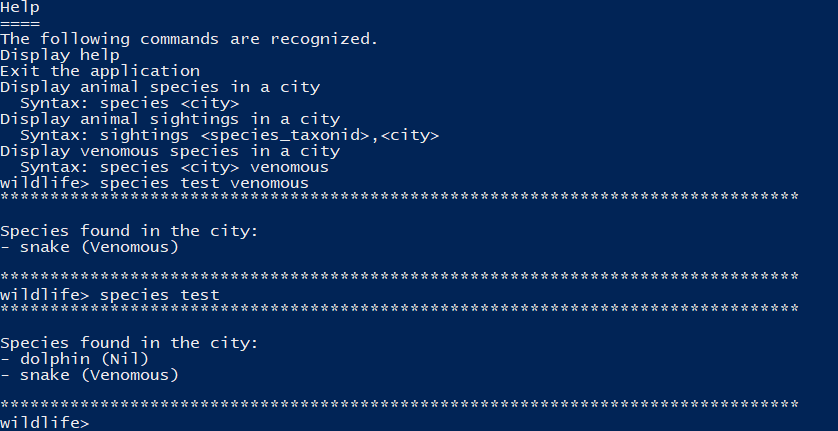 Help
====
The following commands are recognized.
Display help
Exit the application
Display animal species in a city
  Syntax: species <city>
Display animal sightings in a city
  Syntax: sightings <species_taxonid>,<city>
Display venomous species in a city
  Syntax: species <city> venomous
wildlife> species test venomous
********************************************************************************
Species found in the city:
- snake (Venomous)
********************************************************************************
wildlife> species test
********************************************************************************
Species found in the city:
- dolphin (Nil)
- snake (Venomous)
********************************************************************************
wildlife>